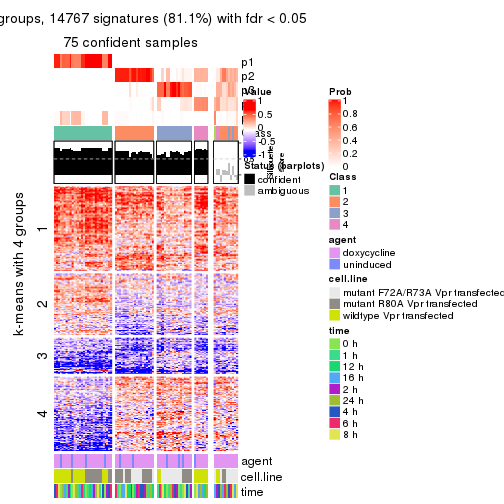 groups, 14767 signatures (81.1%) with fdr < 0.05
75 confident samples
p1
p2
p3
value
1
0.5
0
-0.5
-1
Prob
1
0.8
0.6
0.4
0.2
0
Silhouette
score
Status (barplots)
confident
ambiguous
Class
1
2
3
4
agent
doxycycline
uninduced
cell.line
mutant F72A/R73A Vpr transfected
mutant R80A Vpr transfected
wildtype Vpr transfected
time
0 h
1 h
12 h
16 h
2 h
24 h
4 h
6 h
8 h
k-means with 4 groups
1
2
3
4
agent
cell.line
time